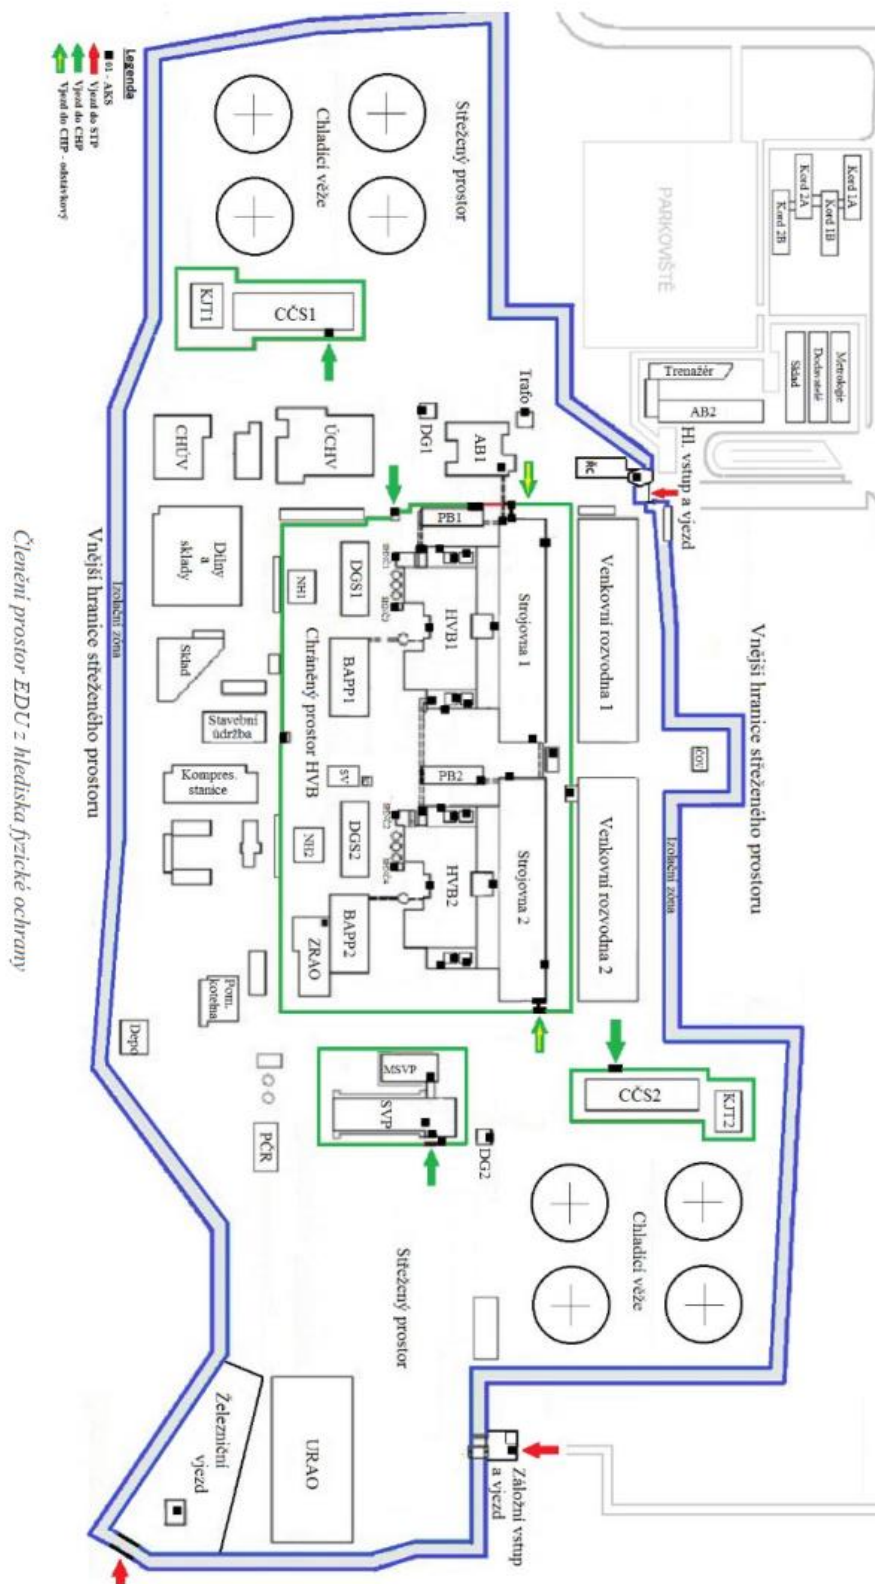 Legenda
01 - AKS
Vjezd do STP
Vjezd do CHP
Vjezd do CHP - odstávkový
Střežený prostor
Chladicí věže
PARKOVIŠTĚ
Kord 1A
Kord 1B
Kord 2A
Kord 2B
Metrologie
Dodavatelé
Sklad
Trenažér
AB2
Hl. vstup a vjezd
ŘC
KJT1
CČS1
Trafo
DG1
AB1
ÚCHV
CHÚV
PB1
Strojovna 1
Venkovní rozvodna 1
HVB1
DGS1
NH1
BAPP1
Dílny
a
sklady
Sklad
Stavební
údržba
Kompres.
stanice
Chráněný prostor HVB
SV
PB2
Strojovna 2
Venkovní rozvodna 2
HVB2
DGS2
NH2
BAPP2
ZRAO
Pom.
kotelna
Depo
ČOV
Izolační zóna
Izolační zóna
Vnější hranice střeženého prostoru
Vnější hranice střeženého prostoru
MSVP
SVP
DG2
PČR
CČS2
KJT2
Chladicí věže
Střežený prostor
Záložní vstup
a vjezd
Železniční
vjezd
URAO
Členění prostor EDU z hlediska fyzické ochrany